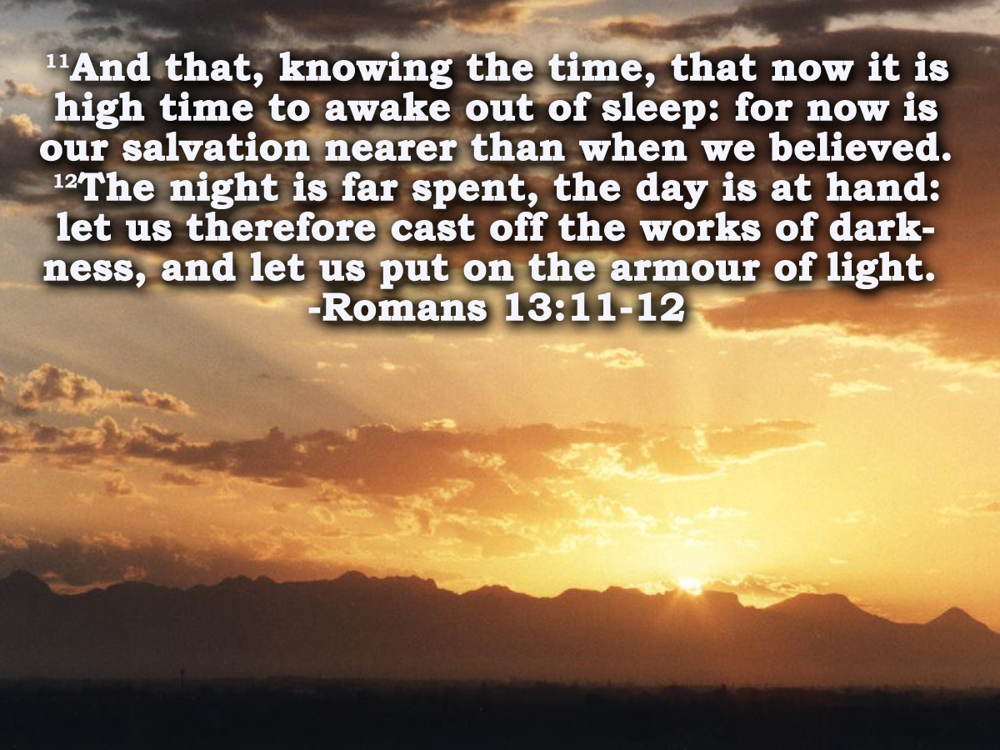 ¹¹And that, knowing the time, that now it is
high time to awake out of sleep: for now is
our salvation nearer than when we believed.
¹²The night is far spent, the day is at hand:
let us therefore cast off the works of dark-
ness, and let us put on the armour of light.
-Romans 13:11-12